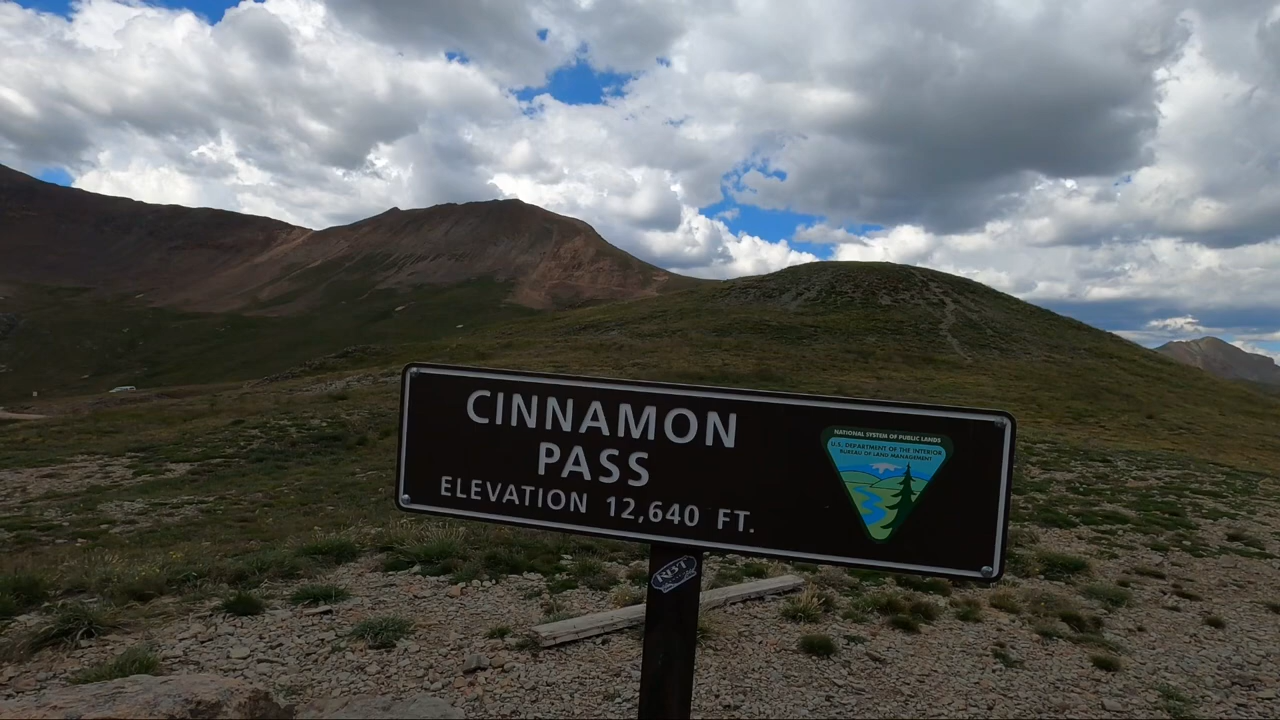 CINNAMON
PASS
ELEVATION 12,640 FT.
NATIONAL SYSTEM OF PUBLIC LANDS
U.S. DEPARTMENT OF THE INTERIOR
BUREAU OF LAND MANAGEMENT